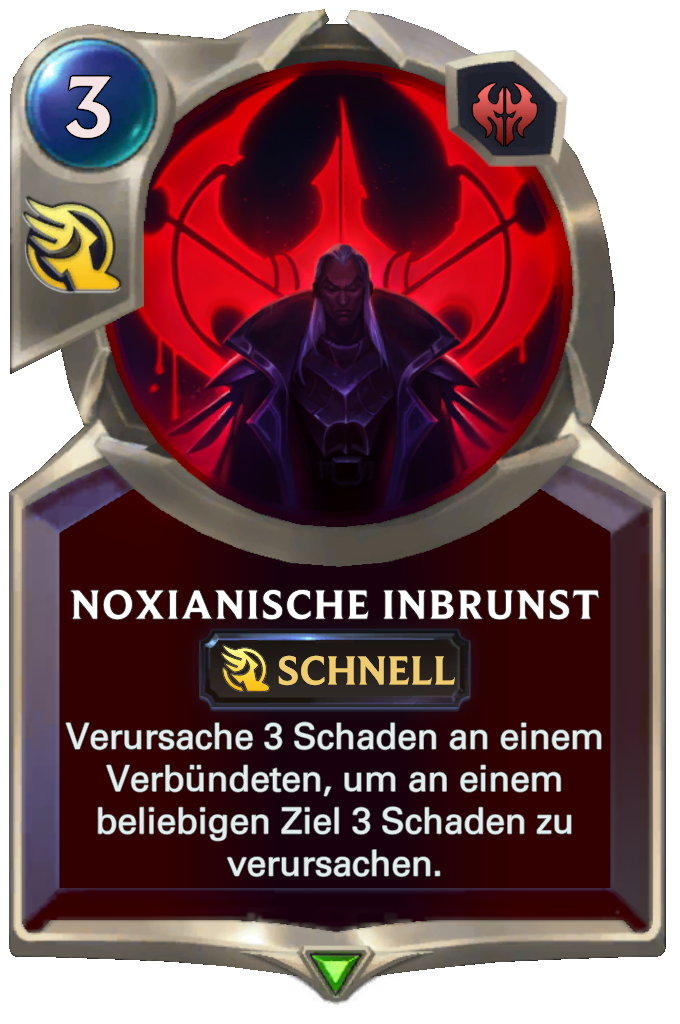 3
NOXIANISCHE INBRUNST
SCHNELL
Verursache 3 Schaden an einem
Verbündeten, um an einem
beliebigen Ziel 3 Schaden zu
verursachen.